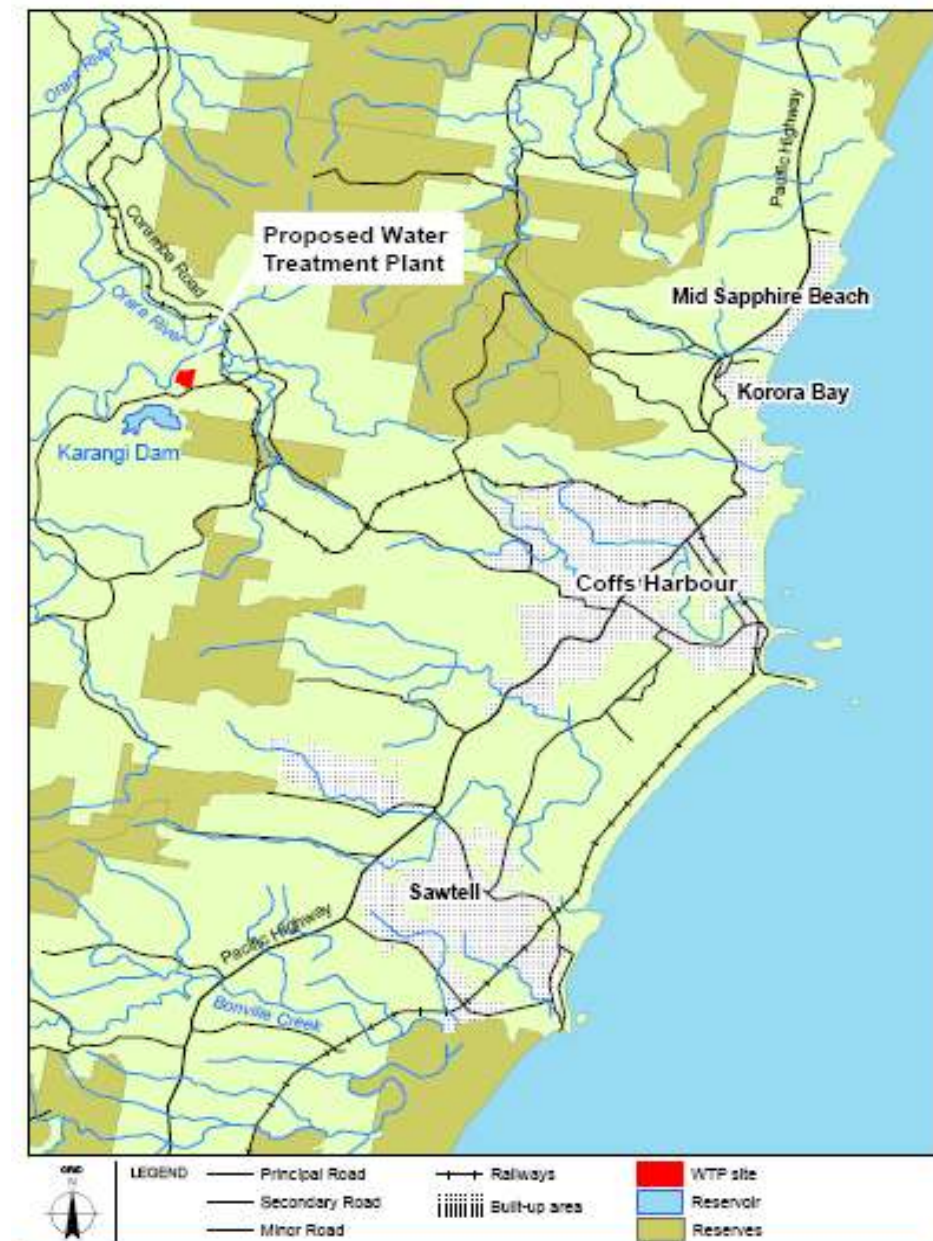 Orara River
Pacific Highway
Coramba Road
Proposed Water
Treatment Plant
Orara River
Mid Sapphire Beach
Korora Bay
Karangi Dam
Coffs Harbour
Sawtell
Pacific Highway
Bonville Creek
N
LEGEND
Principal Road
Secondary Road
Minor Road
Railways
Built-up area
WTP site
Reservoir
Reserves